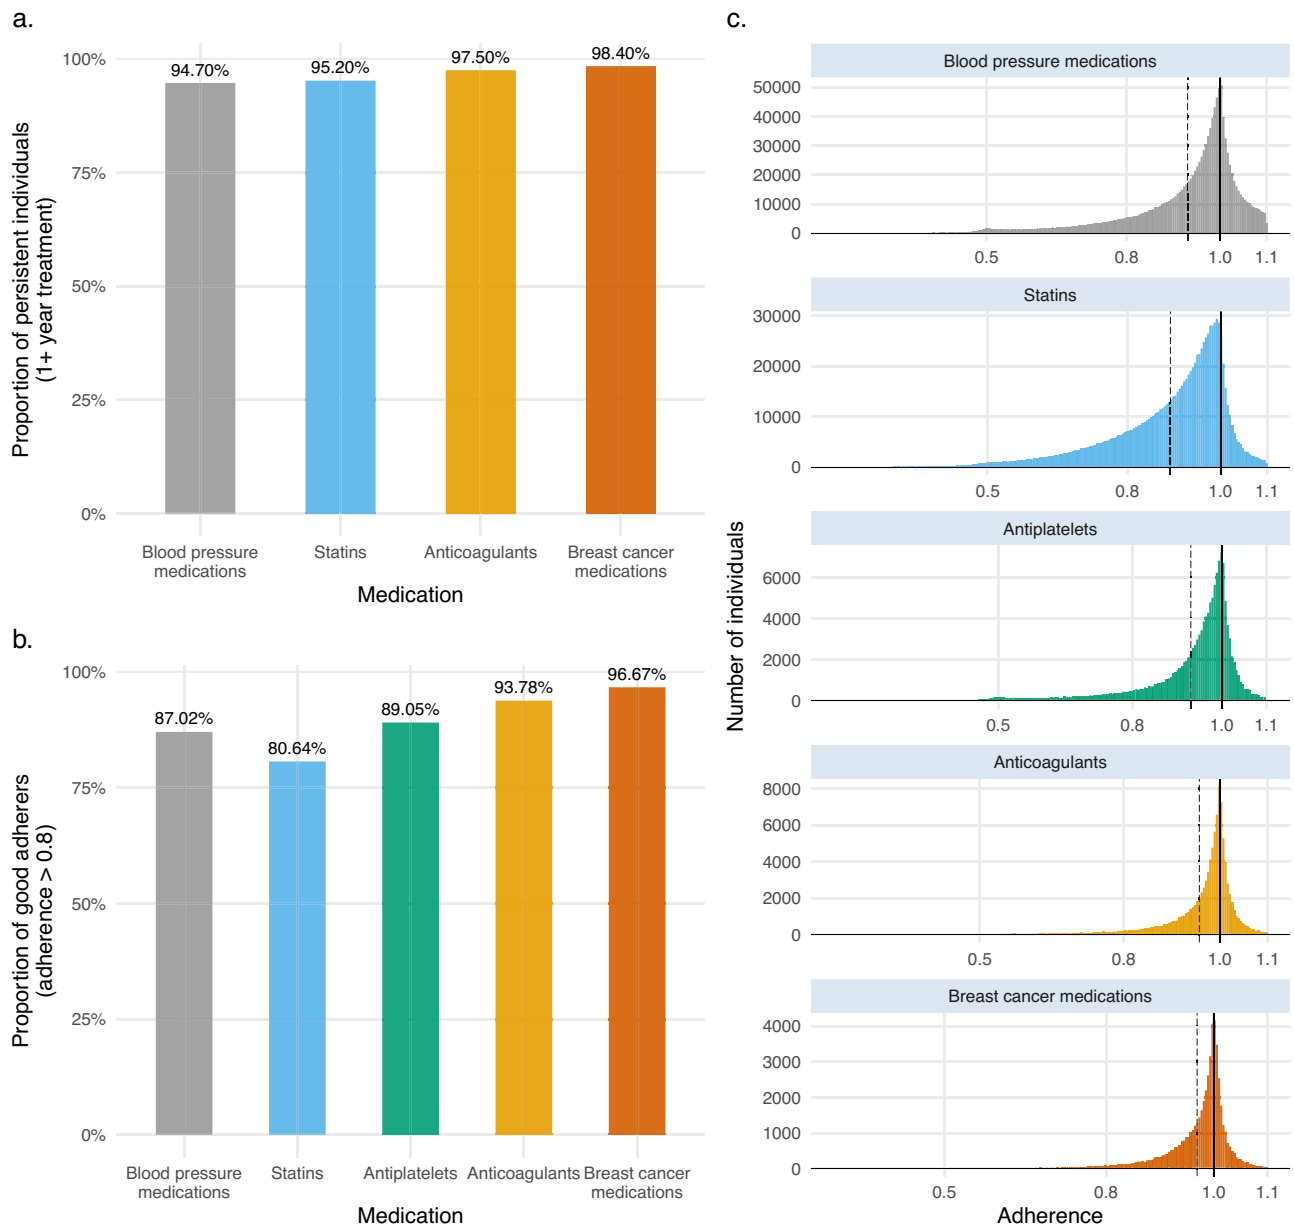 a.
100%
75%
50%
25%
0%
94.70%
95.20%
97.50%
98.40%
Proportion of persistent individuals
(1+ year treatment)
Blood pressure
medications
Statins
Anticoagulants
Breast cancer
medications
Medication
b.
100%
75%
50%
25%
0%
87.02%
80.64%
89.05%
93.78%
96.67%
Proportion of good adherers
(adherence > 0.8)
Blood pressure
medications
Statins
Antiplatelets
Anticoagulants
Breast cancer
medications
Medication
c.
Number of individuals
Blood pressure medications
50000
40000
30000
20000
10000
0
0.5 0.8 1.0 1.1
Statins
30000
20000
10000
0
0.5 0.8 1.0 1.1
Antiplatelets
6000
4000
2000
0
0.5 0.8 1.0 1.1
Anticoagulants
8000
6000
4000
2000
0
0.5 0.8 1.0 1.1
Breast cancer medications
4000
3000
2000
1000
0
0.5 0.8 1.0 1.1
Adherence